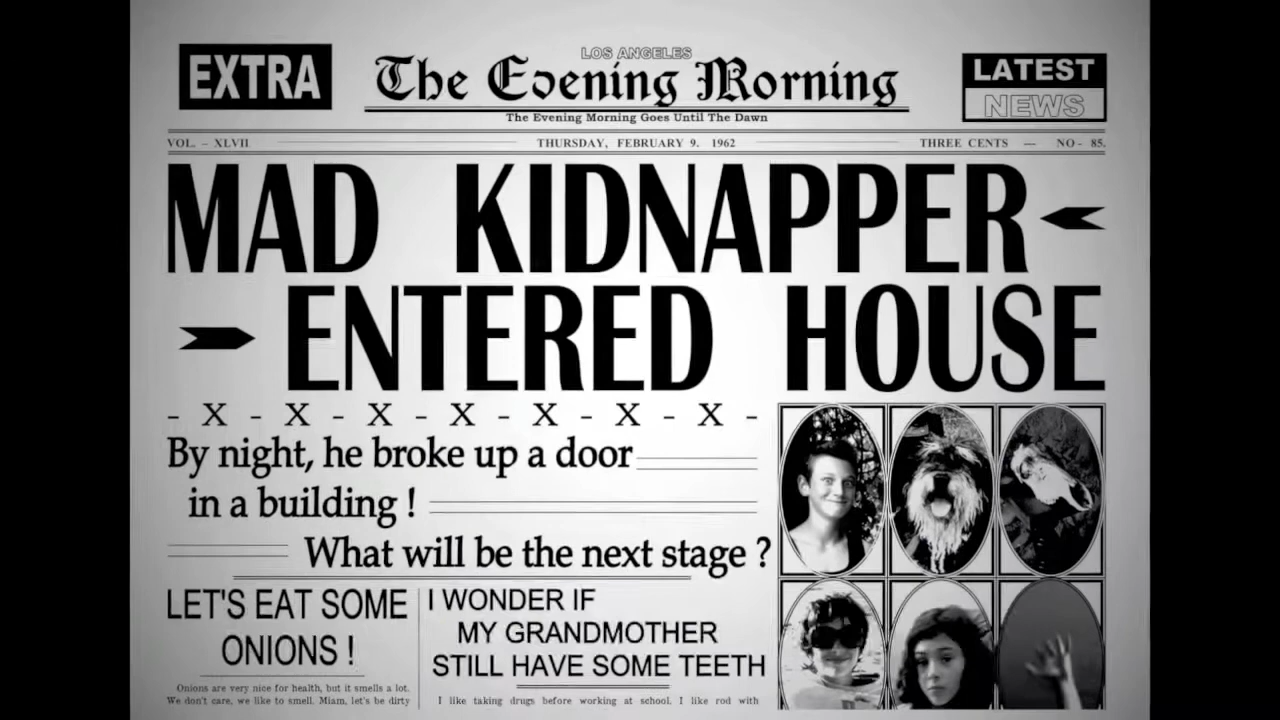 EXTRA
LOS ANGELES
The Evening Morning
The Evening Morning Goes Until The Dawn
LATEST
NEWS
VOL. - XLVII THURSDAY, FEBRUARY 9. 1962 THREE CENTS — NO - 85.
MAD KIDNAPPER
ENTERED HOUSE
- X - X - X - X - X - X - X -
By night, he broke up a door
in a building !
What will be the next stage ?
LET'S EAT SOME
ONIONS !
Onions are very nice for health, but it smells a lot.
We don't care, we like to smell. Miam, let's be dirty
I WONDER IF
MY GRANDMOTHER
STILL HAVE SOME TEETH
I like taking drugs before working at school. I like rod with